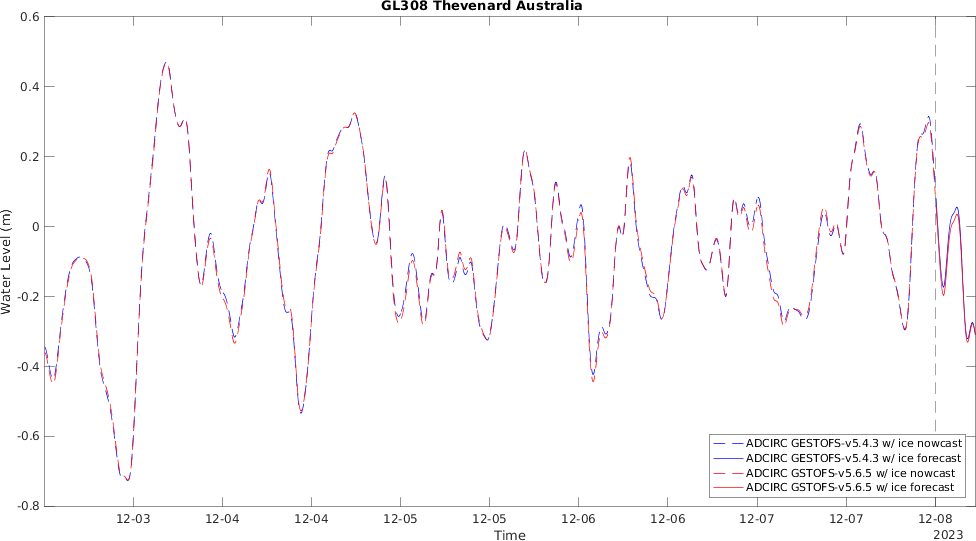 GL308 Thevenard Australia
0.6
0.4
0.2
0
-0.2
-0.4
-0.6
-0.8
Water Level (m)
12-03
12-04
12-04
12-05
12-05
12-06
12-06
12-07
12-07
12-08
2023
Time
ADCIRC GESTOFS-v5.4.3 w/ ice nowcast
ADCIRC GESTOFS-v5.4.3 w/ ice forecast
ADCIRC GSTOFS-v5.6.5 w/ ice nowcast
ADCIRC GSTOFS-v5.6.5 w/ ice forecast